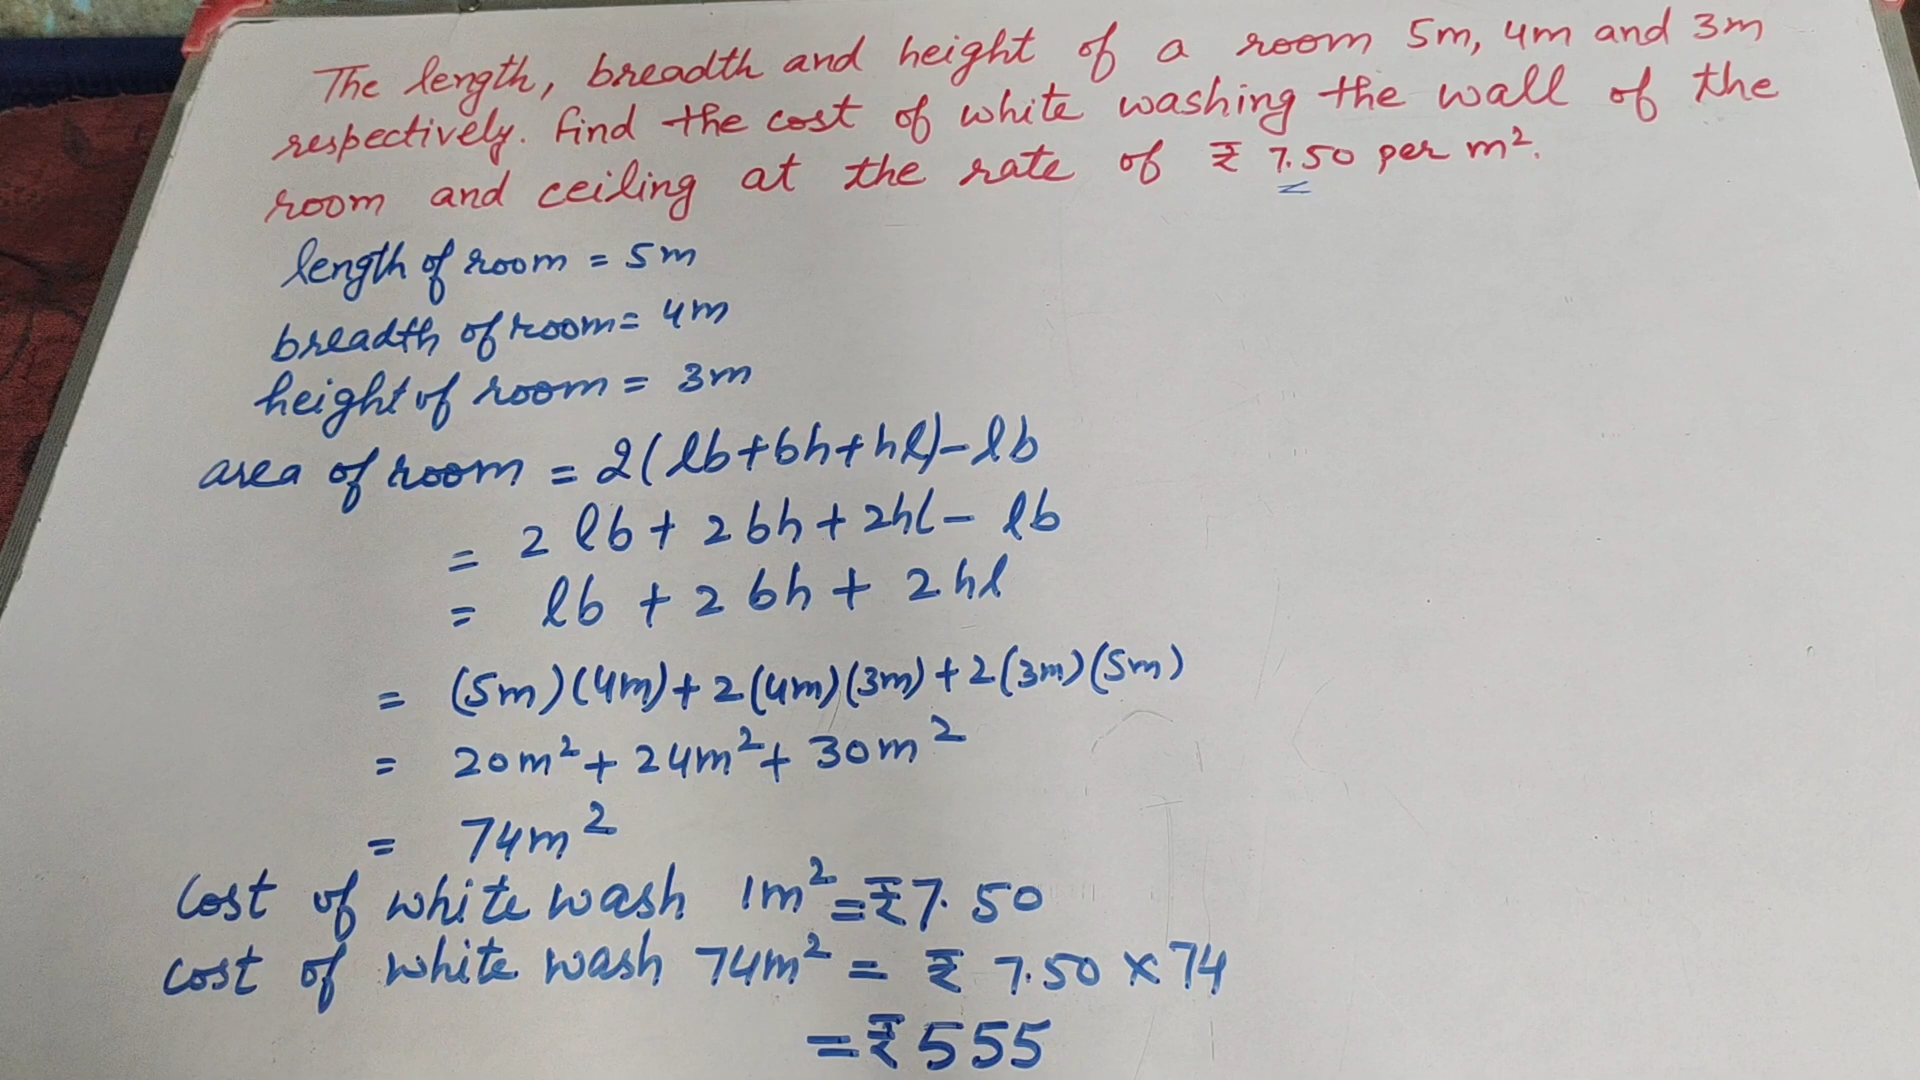 The length, breadth and height of a room 5m, 4m and 3m
respectively. find the cost of white washing the wall of the
room and ceiling at the rate of ₹ 7.50 per m².
length of room = 5m
breadth of room = 4m
height of room = 3m
area of room = 2(lb+bh+hl)-lb
= 2lb + 2bh + 2hl - lb
= lb + 2bh + 2hl
= (5m)(4m)+2(4m)(3m)+2(3m)(5m)
= 20m²+24m²+30m²
= 74m²
Cost of white wash 1m²=₹7.50
cost of white wash 74m² = ₹ 7.50 × 74
=₹555